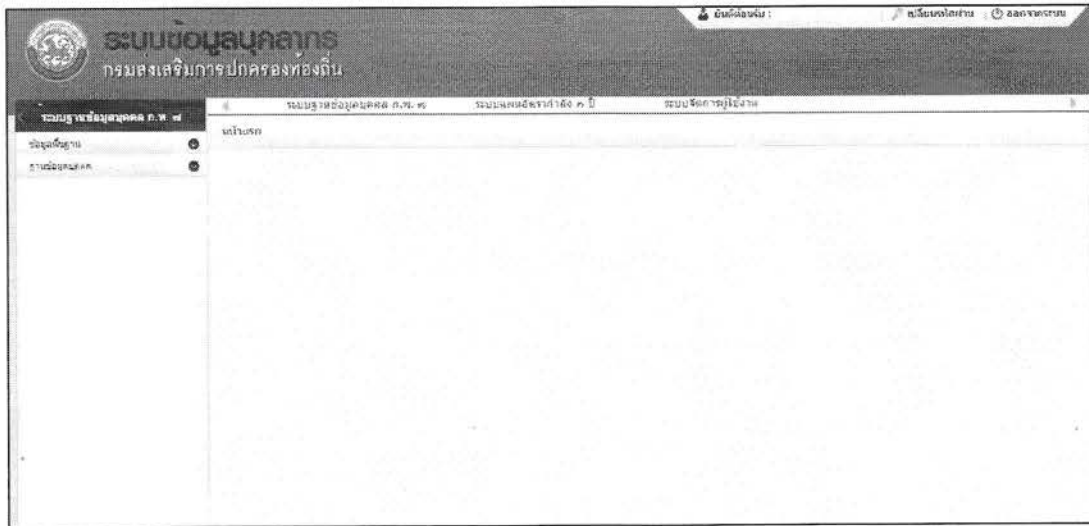 ยินดีต้อนรับ : เปลี่ยนรหัสผ่าน ออกจากระบบ
ระบบข้อมูลบุคลากร
กรมส่งเสริมการปกครองท้องถิ่น
ระบบฐานข้อมูลบุคคล ก.พ. ๗ ระบบแผนอัตรากำลัง ๓ ปี ระบบจัดการผู้ใช้งาน
ระบบฐานข้อมูลบุคคล ก.พ. ๗
หน้าแรก
ข้อมูลพื้นฐาน
ฐานข้อมูลบุคคล